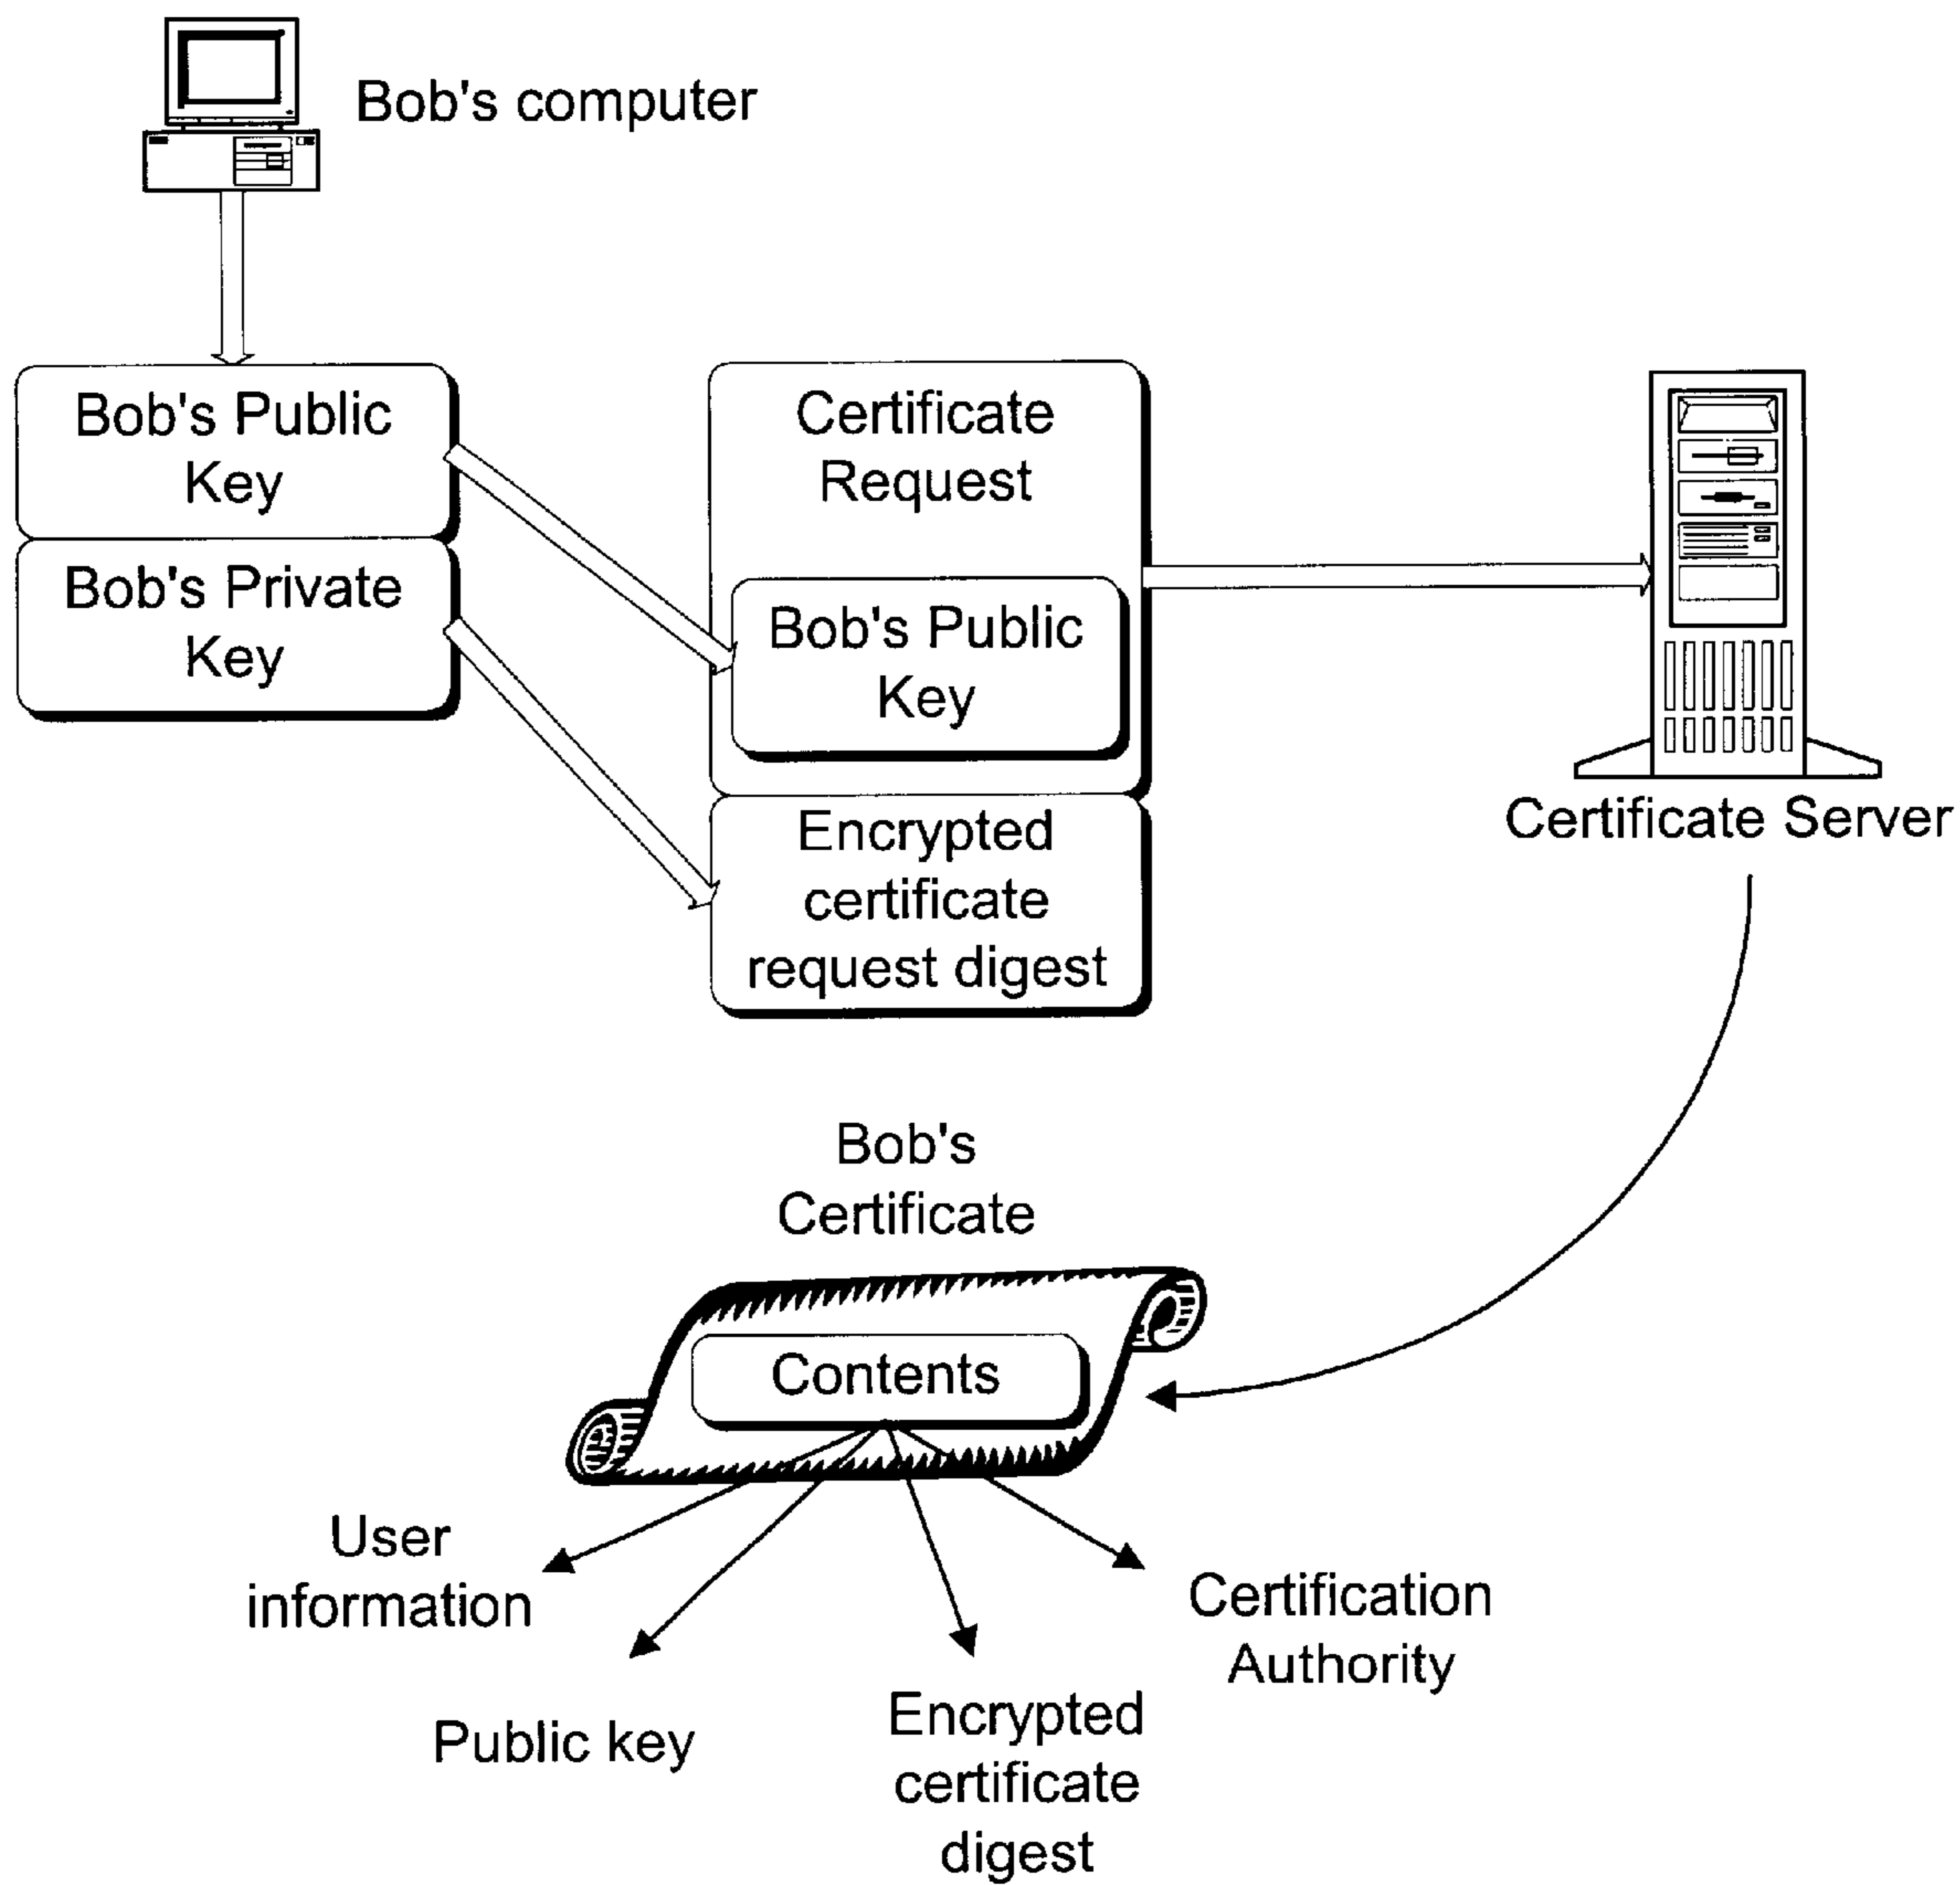 Bob's computer
Bob's Public
Key
Bob's Private
Key
Certificate
Request
Bob's Public
Key
Encrypted
certificate
request digest
Certificate Server
Bob's
Certificate
Contents
User
information
Public key
Encrypted
certificate
digest
Certification
Authority